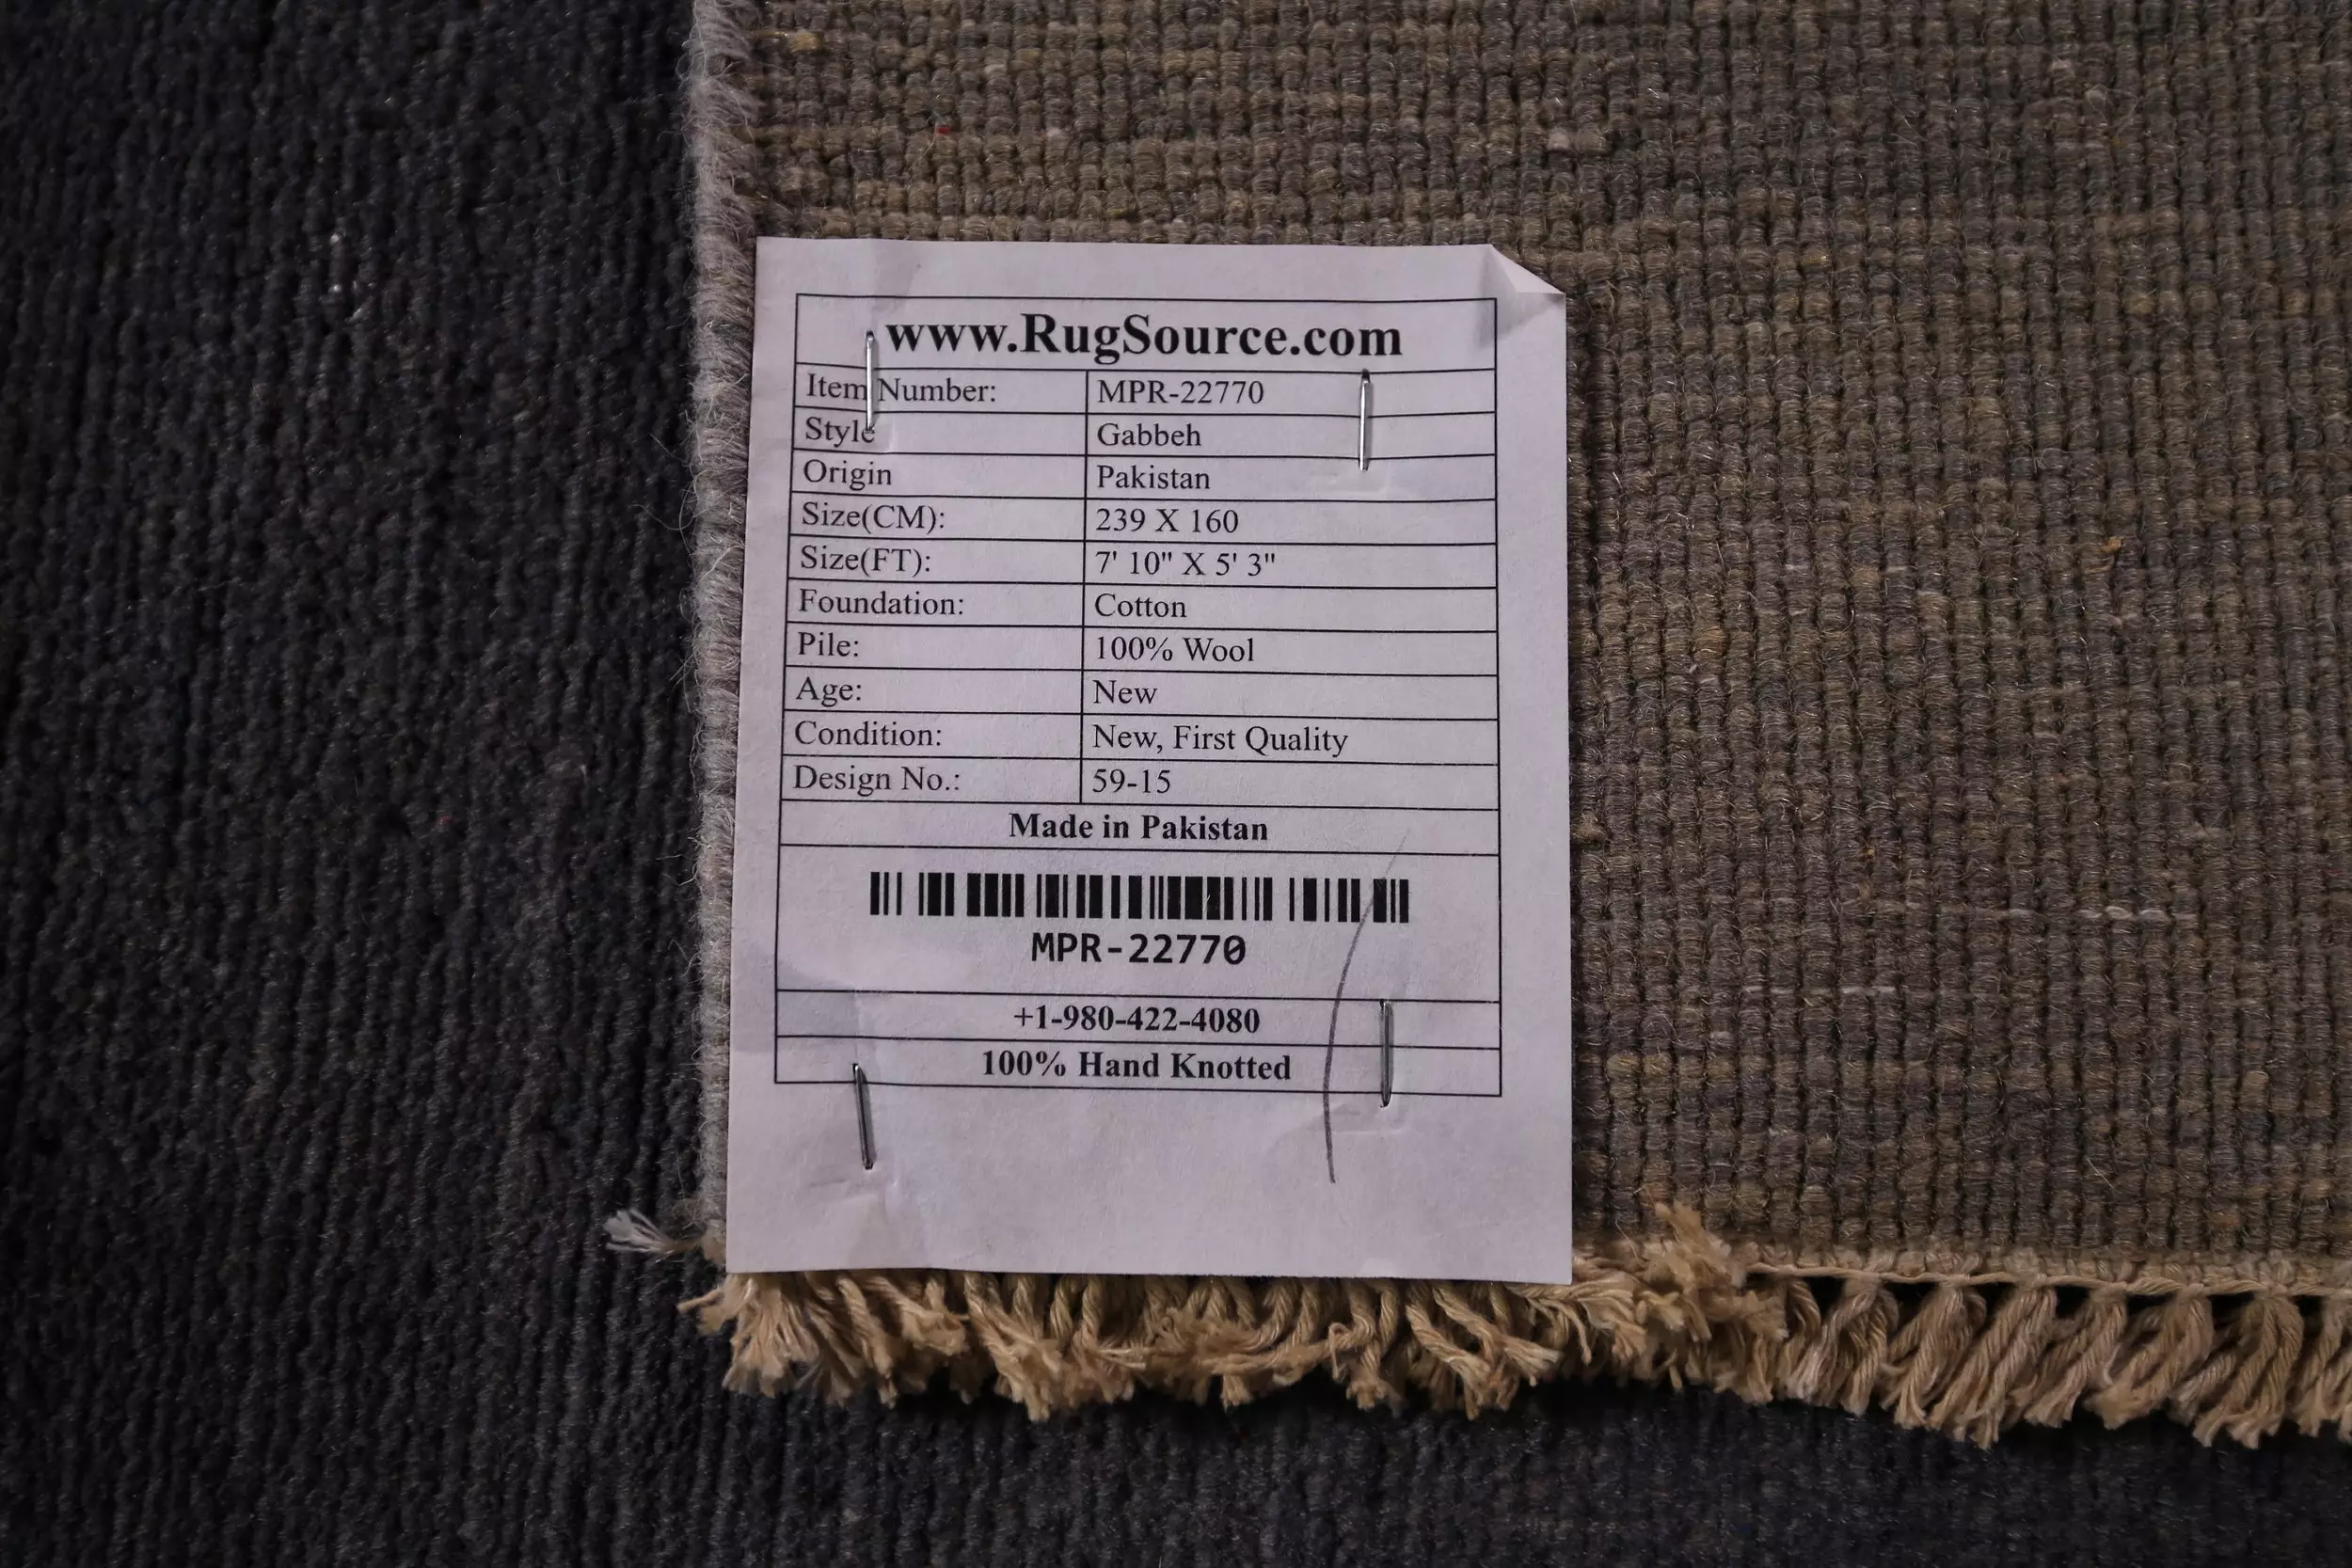 www.RugSource.com
Item Number: MPR-22770
Style Gabbeh
Origin Pakistan
Size(CM): 239 X 160
Size(FT): 7' 10" X 5' 3"
Foundation: Cotton
Pile: 100% Wool
Age: New
Condition: New, First Quality
Design No.: 59-15
Made in Pakistan
MPR-22770
+1-980-422-4080
100% Hand Knotted